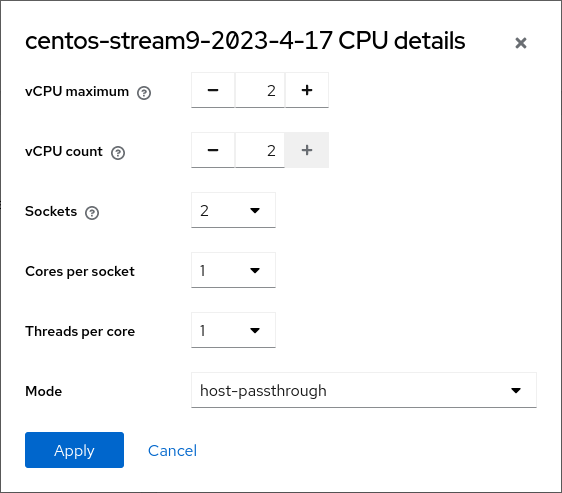 centos-stream9-2023-4-17 CPU details
vCPU maximum 2
vCPU count 2
Sockets 2
Cores per socket 1
Threads per core 1
Mode host-passthrough
Apply Cancel